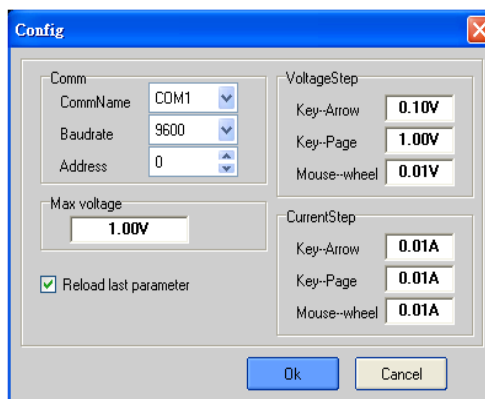 Config
Comm
CommName COM1
Baudrate 9600
Address 0
Max voltage
1.00V
Reload last parameter
VoltageStep
Key--Arrow 0.10V
Key--Page 1.00V
Mouse--wheel 0.01V
CurrentStep
Key--Arrow 0.01A
Key--Page 0.01A
Mouse--wheel 0.01A
Ok
Cancel